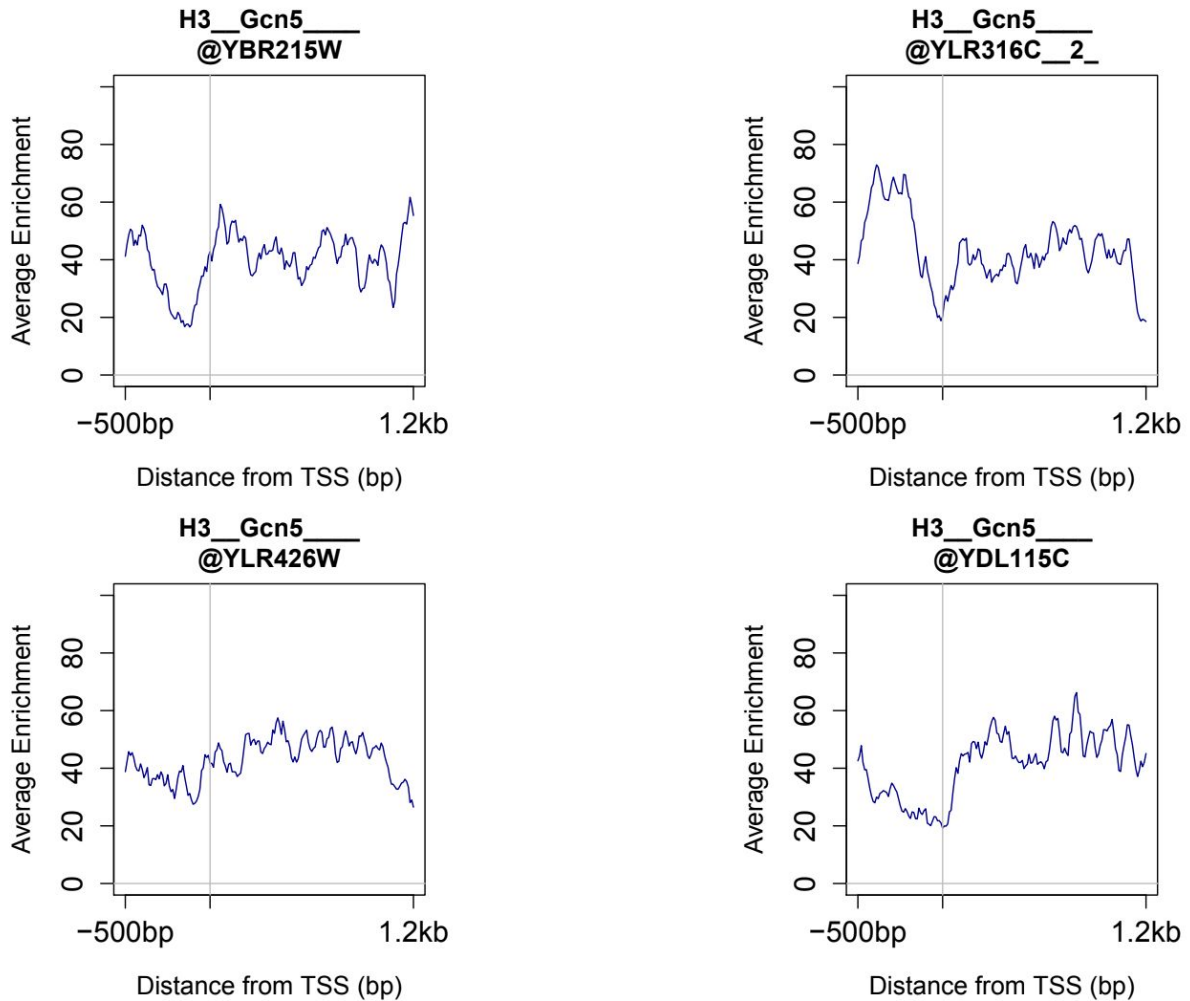 H3__Gcn5____
@YBR215W
Average Enrichment
80
60
40
20
0
−500bp
1.2kb
Distance from TSS (bp)
H3__Gcn5____
@YLR316C__2_
Average Enrichment
80
60
40
20
0
−500bp
1.2kb
Distance from TSS (bp)
H3__Gcn5____
@YLR426W
Average Enrichment
80
60
40
20
0
−500bp
1.2kb
Distance from TSS (bp)
H3__Gcn5____
@YDL115C
Average Enrichment
80
60
40
20
0
−500bp
1.2kb
Distance from TSS (bp)